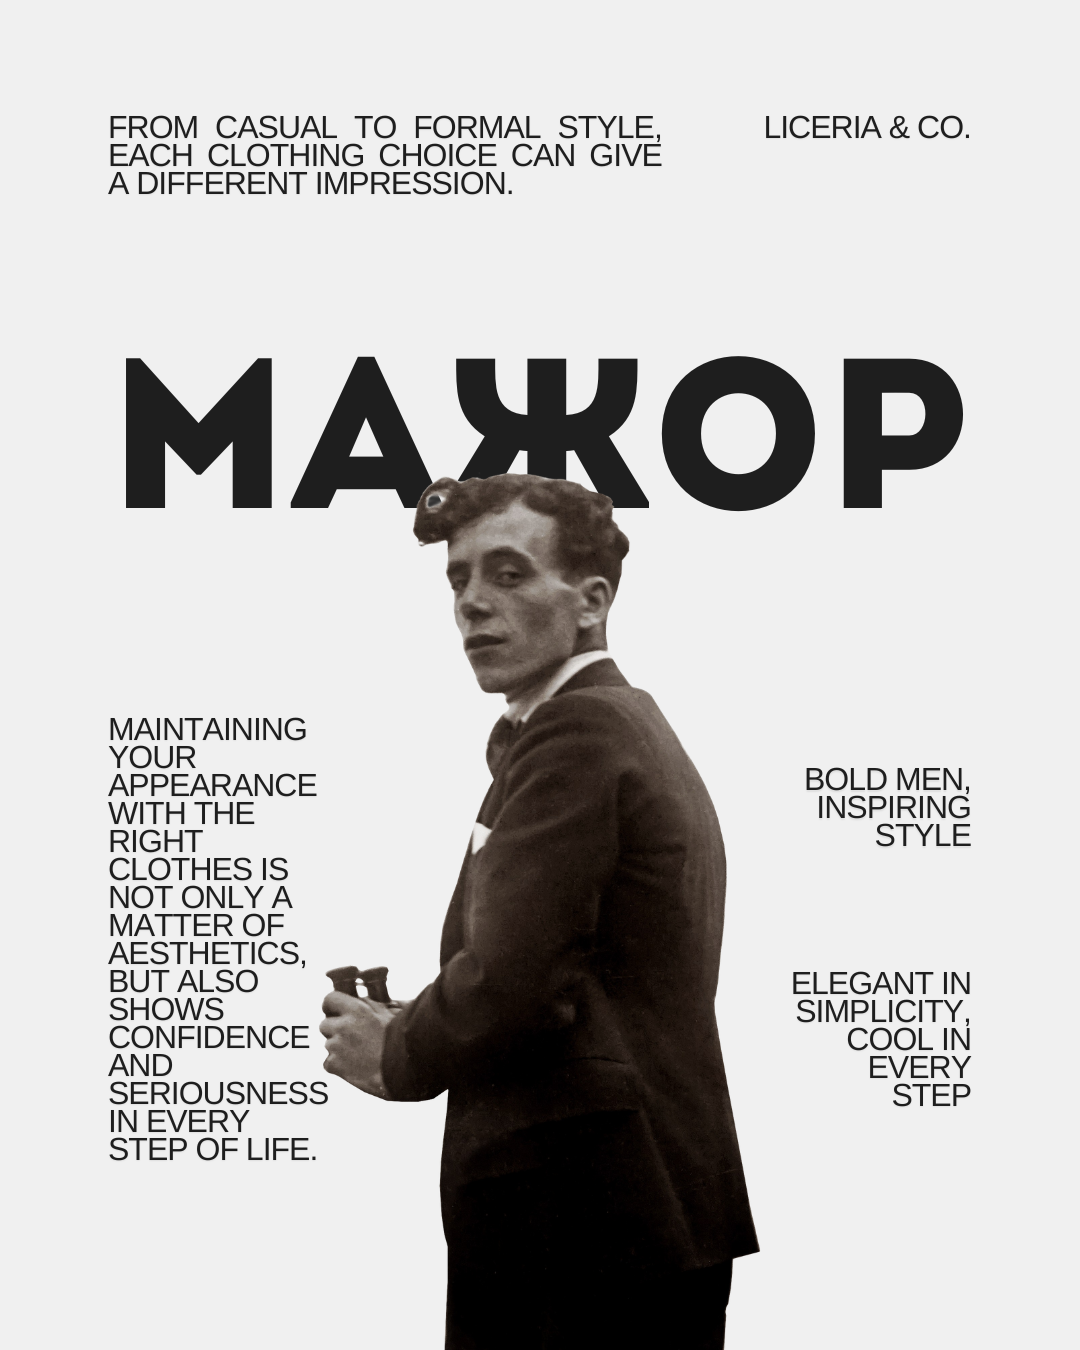 FROM CASUAL TO FORMAL STYLE,
EACH CLOTHING CHOICE CAN GIVE
A DIFFERENT IMPRESSION.
LICERIA & CO.
МАЖОР
MAINTAINING
YOUR
APPEARANCE
WITH THE
RIGHT
CLOTHES IS
NOT ONLY A
MATTER OF
AESTHETICS,
BUT ALSO
SHOWS
CONFIDENCE
AND
SERIOUSNESS
IN EVERY
STEP OF LIFE.
BOLD MEN,
INSPIRING
STYLE
ELEGANT IN
SIMPLICITY,
COOL IN
EVERY
STEP